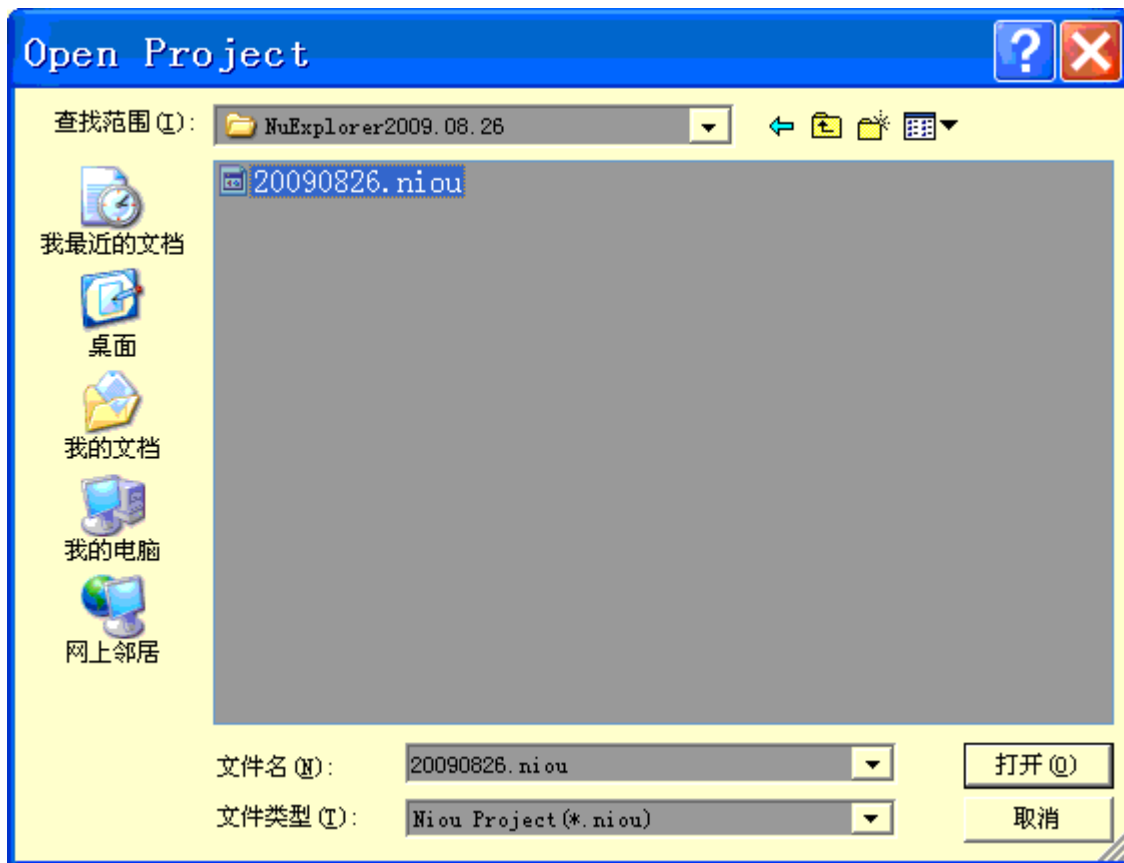 Open Project
查找范围(I):
NuExplorer2009.08.26
20090826.niou
我最近的文档
桌面
我的文档
我的电脑
网上邻居
文件名(N):
20090826.niou
打开(O)
文件类型(T):
Niou Project(*.niou)
取消